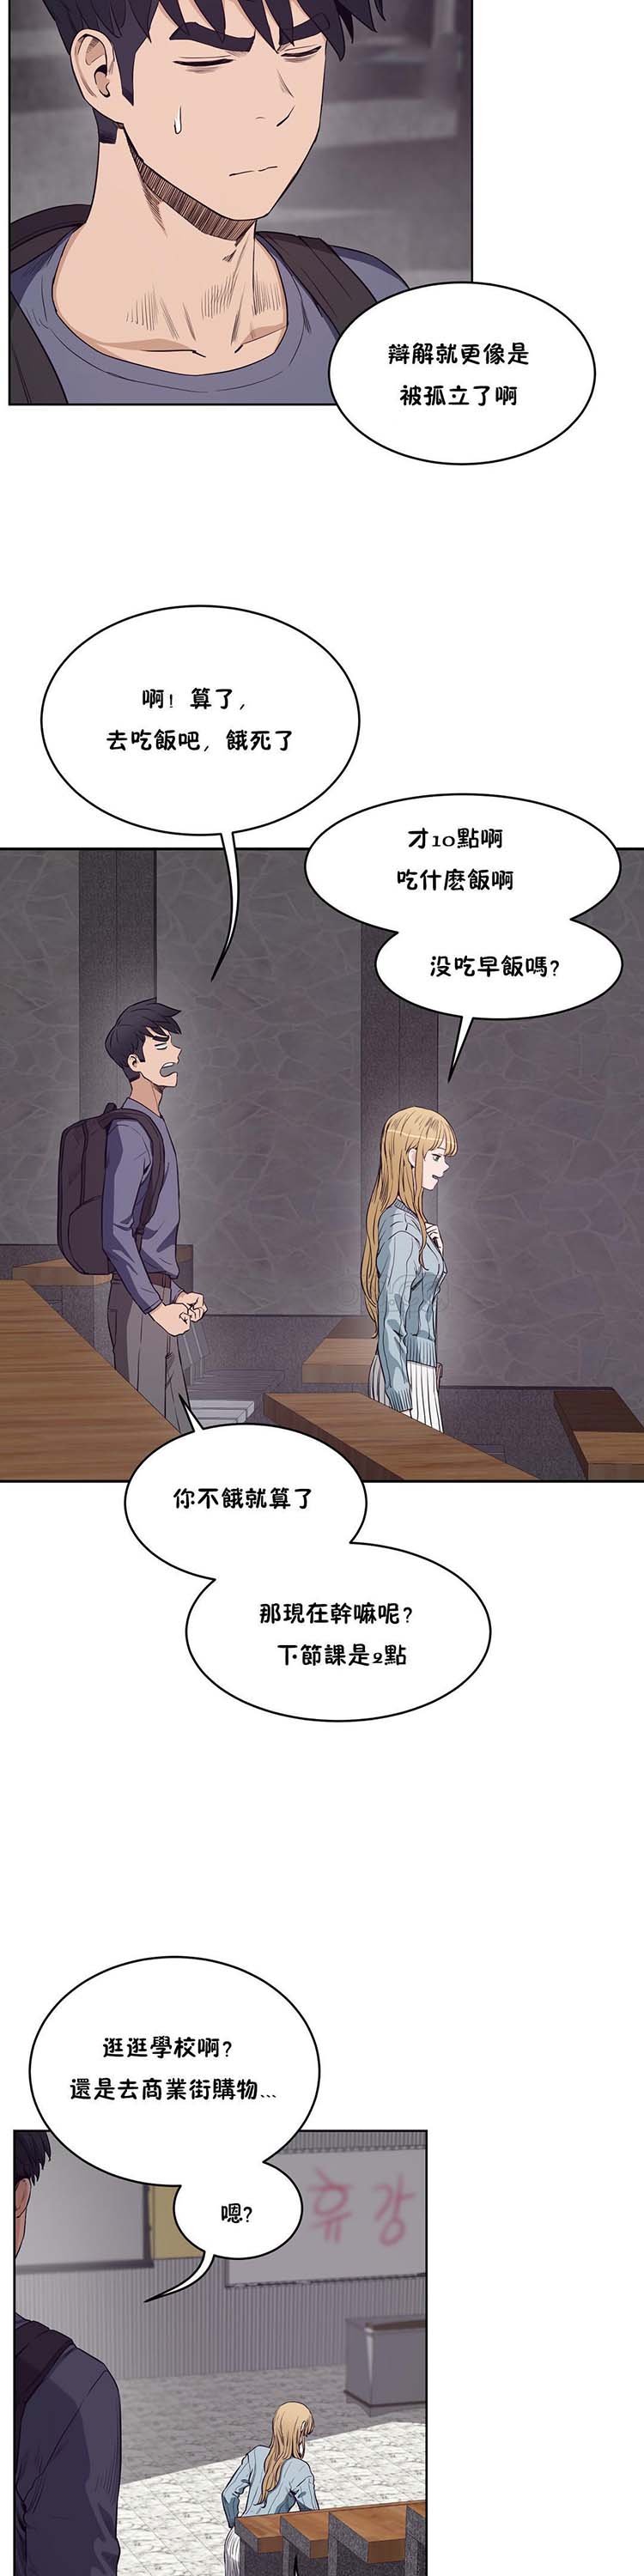 辯解就更像是
被孤立了啊
啊! 算了,
去吃飯吧, 餓死了
才10點啊
吃什麽飯啊
没吃早飯嗎?
你不餓就算了
那現在幹嘛呢?
下節課是2點
逛逛學校啊?
還是去商業街購物...
嗯?
휴강